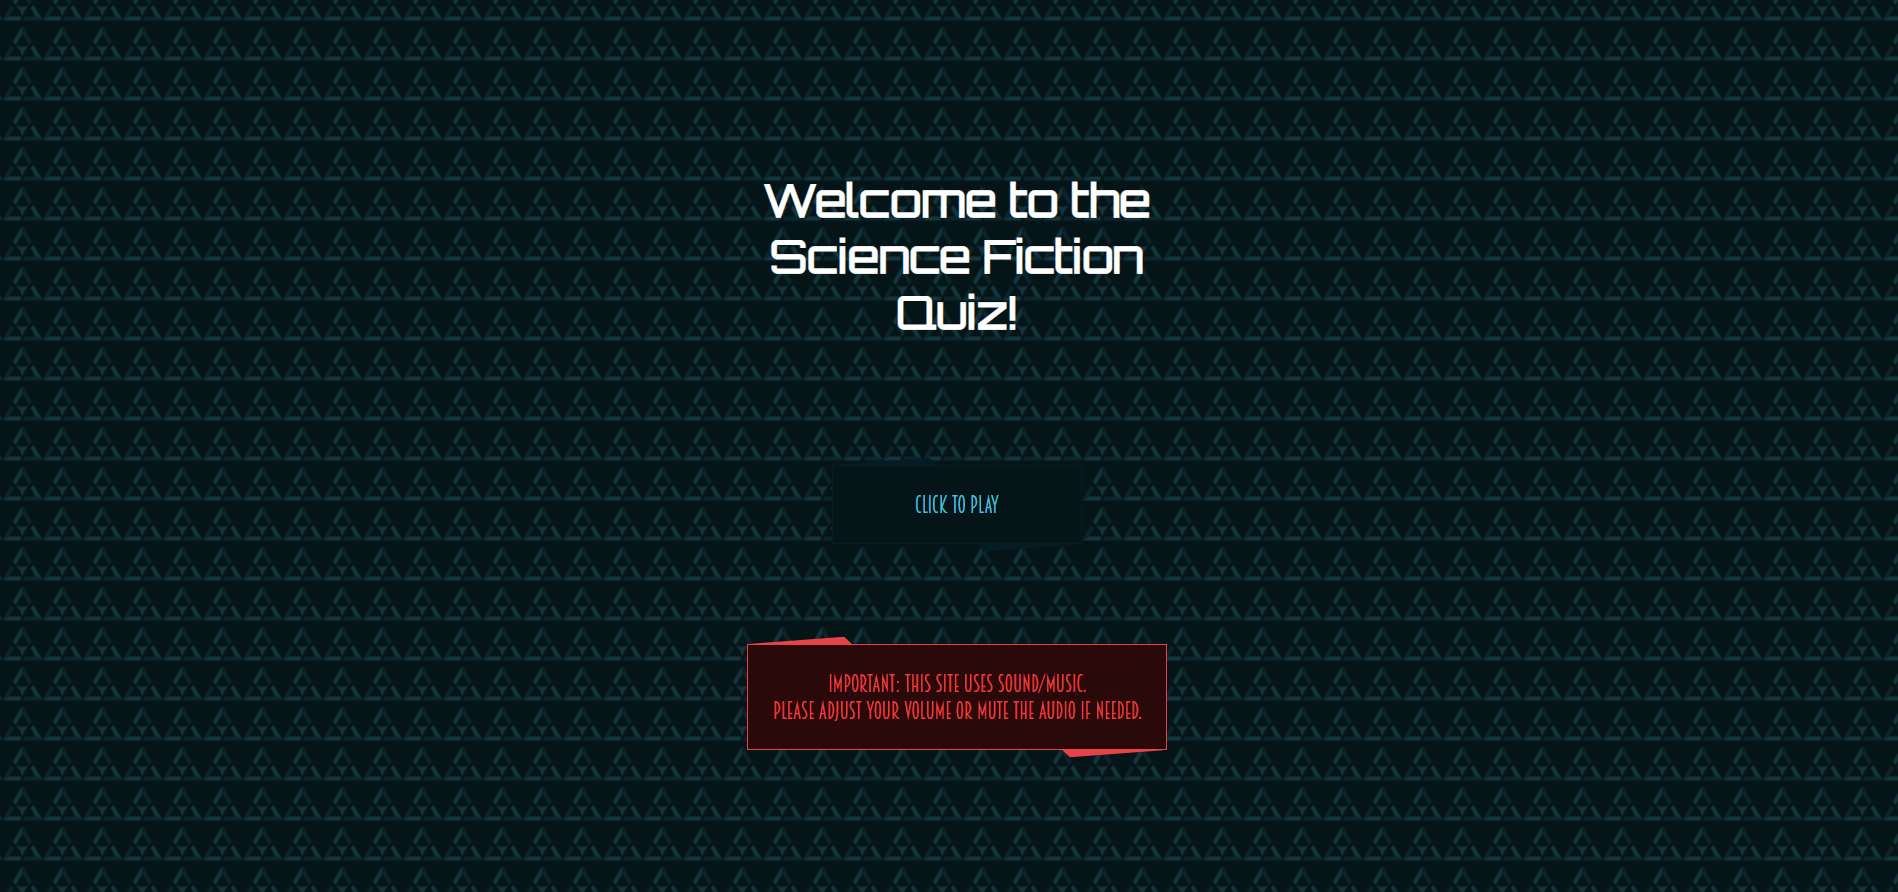 Welcome to the
Science Fiction
Quiz!
CLICK TO PLAY
IMPORTANT: THIS SITE USES SOUND/MUSIC.
PLEASE ADJUST YOUR VOLUME OR MUTE THE AUDIO IF NEEDED.